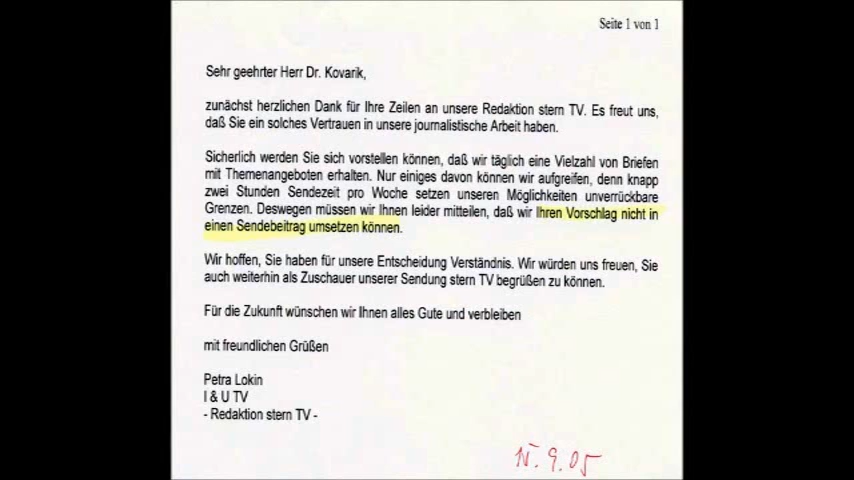 Seite 1 von 1
Sehr geehrter Herr Dr. Kovarik,
zunächst herzlichen Dank für Ihre Zeilen an unsere Redaktion stern TV. Es freut uns,
daß Sie ein solches Vertrauen in unsere journalistische Arbeit haben.
Sicherlich werden Sie sich vorstellen können, daß wir täglich eine Vielzahl von Briefen
mit Themenangeboten erhalten. Nur einiges davon können wir aufgreifen, denn knapp
zwei Stunden Sendezeit pro Woche setzen unseren Möglichkeiten unverrückbare
Grenzen. Deswegen müssen wir Ihnen leider mitteilen, daß wir Ihren Vorschlag nicht in
einen Sendebeitrag umsetzen können.
Wir hoffen, Sie haben für unsere Entscheidung Verständnis. Wir würden uns freuen, Sie
auch weiterhin als Zuschauer unserer Sendung stern TV begrüßen zu können.
Für die Zukunft wünschen wir Ihnen alles Gute und verbleiben
mit freundlichen Grüßen
Petra Lokin
I & U TV
- Redaktion stern TV -
15.9.05